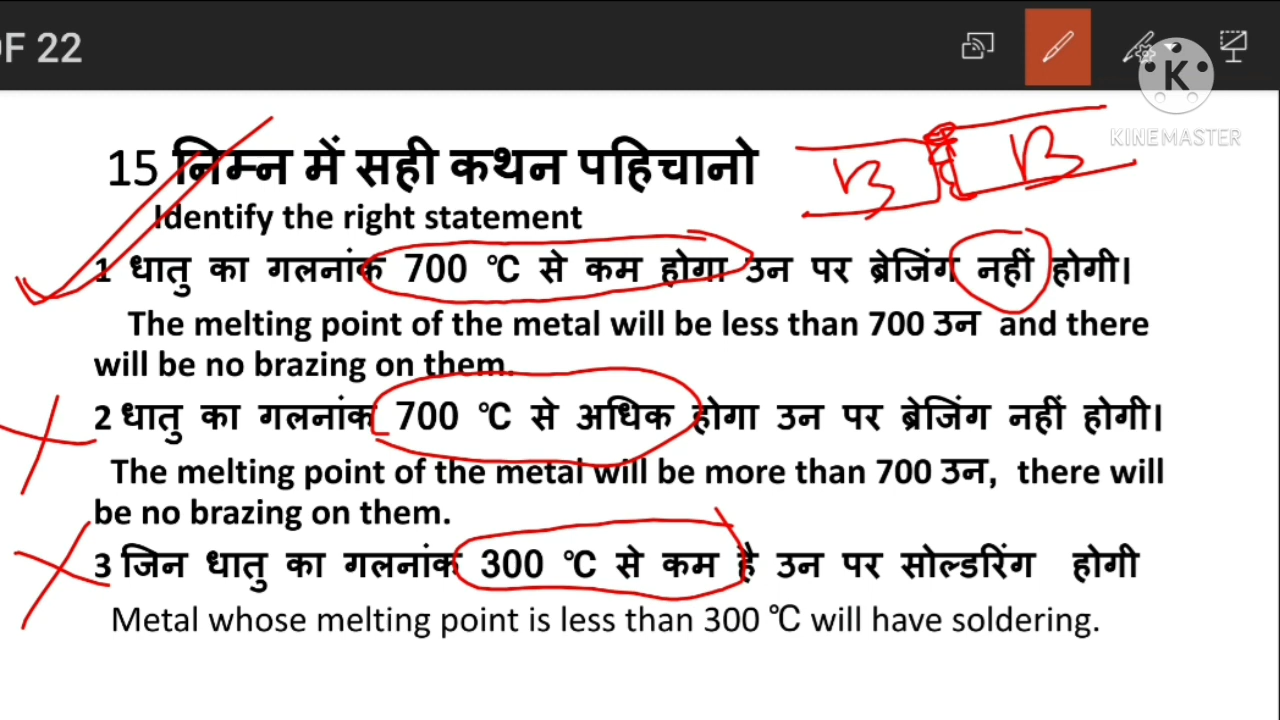 OF 22
K
KINEMASTER
15 निम्न में सही कथन पहिचानो
B B
Identify the right statement
1 धातु का गलनांक 700 ℃ से कम होगा उन पर ब्रेजिंग नहीं होगी।
The melting point of the metal will be less than 700 उन and there
will be no brazing on them.
2 धातु का गलनांक 700 ℃ से अधिक होगा उन पर ब्रेजिंग नहीं होगी।
The melting point of the metal will be more than 700 उन, there will
be no brazing on them.
3 जिन धातु का गलनांक 300 ℃ से कम है उन पर सोल्डरिंग होगी
Metal whose melting point is less than 300 ℃ will have soldering.